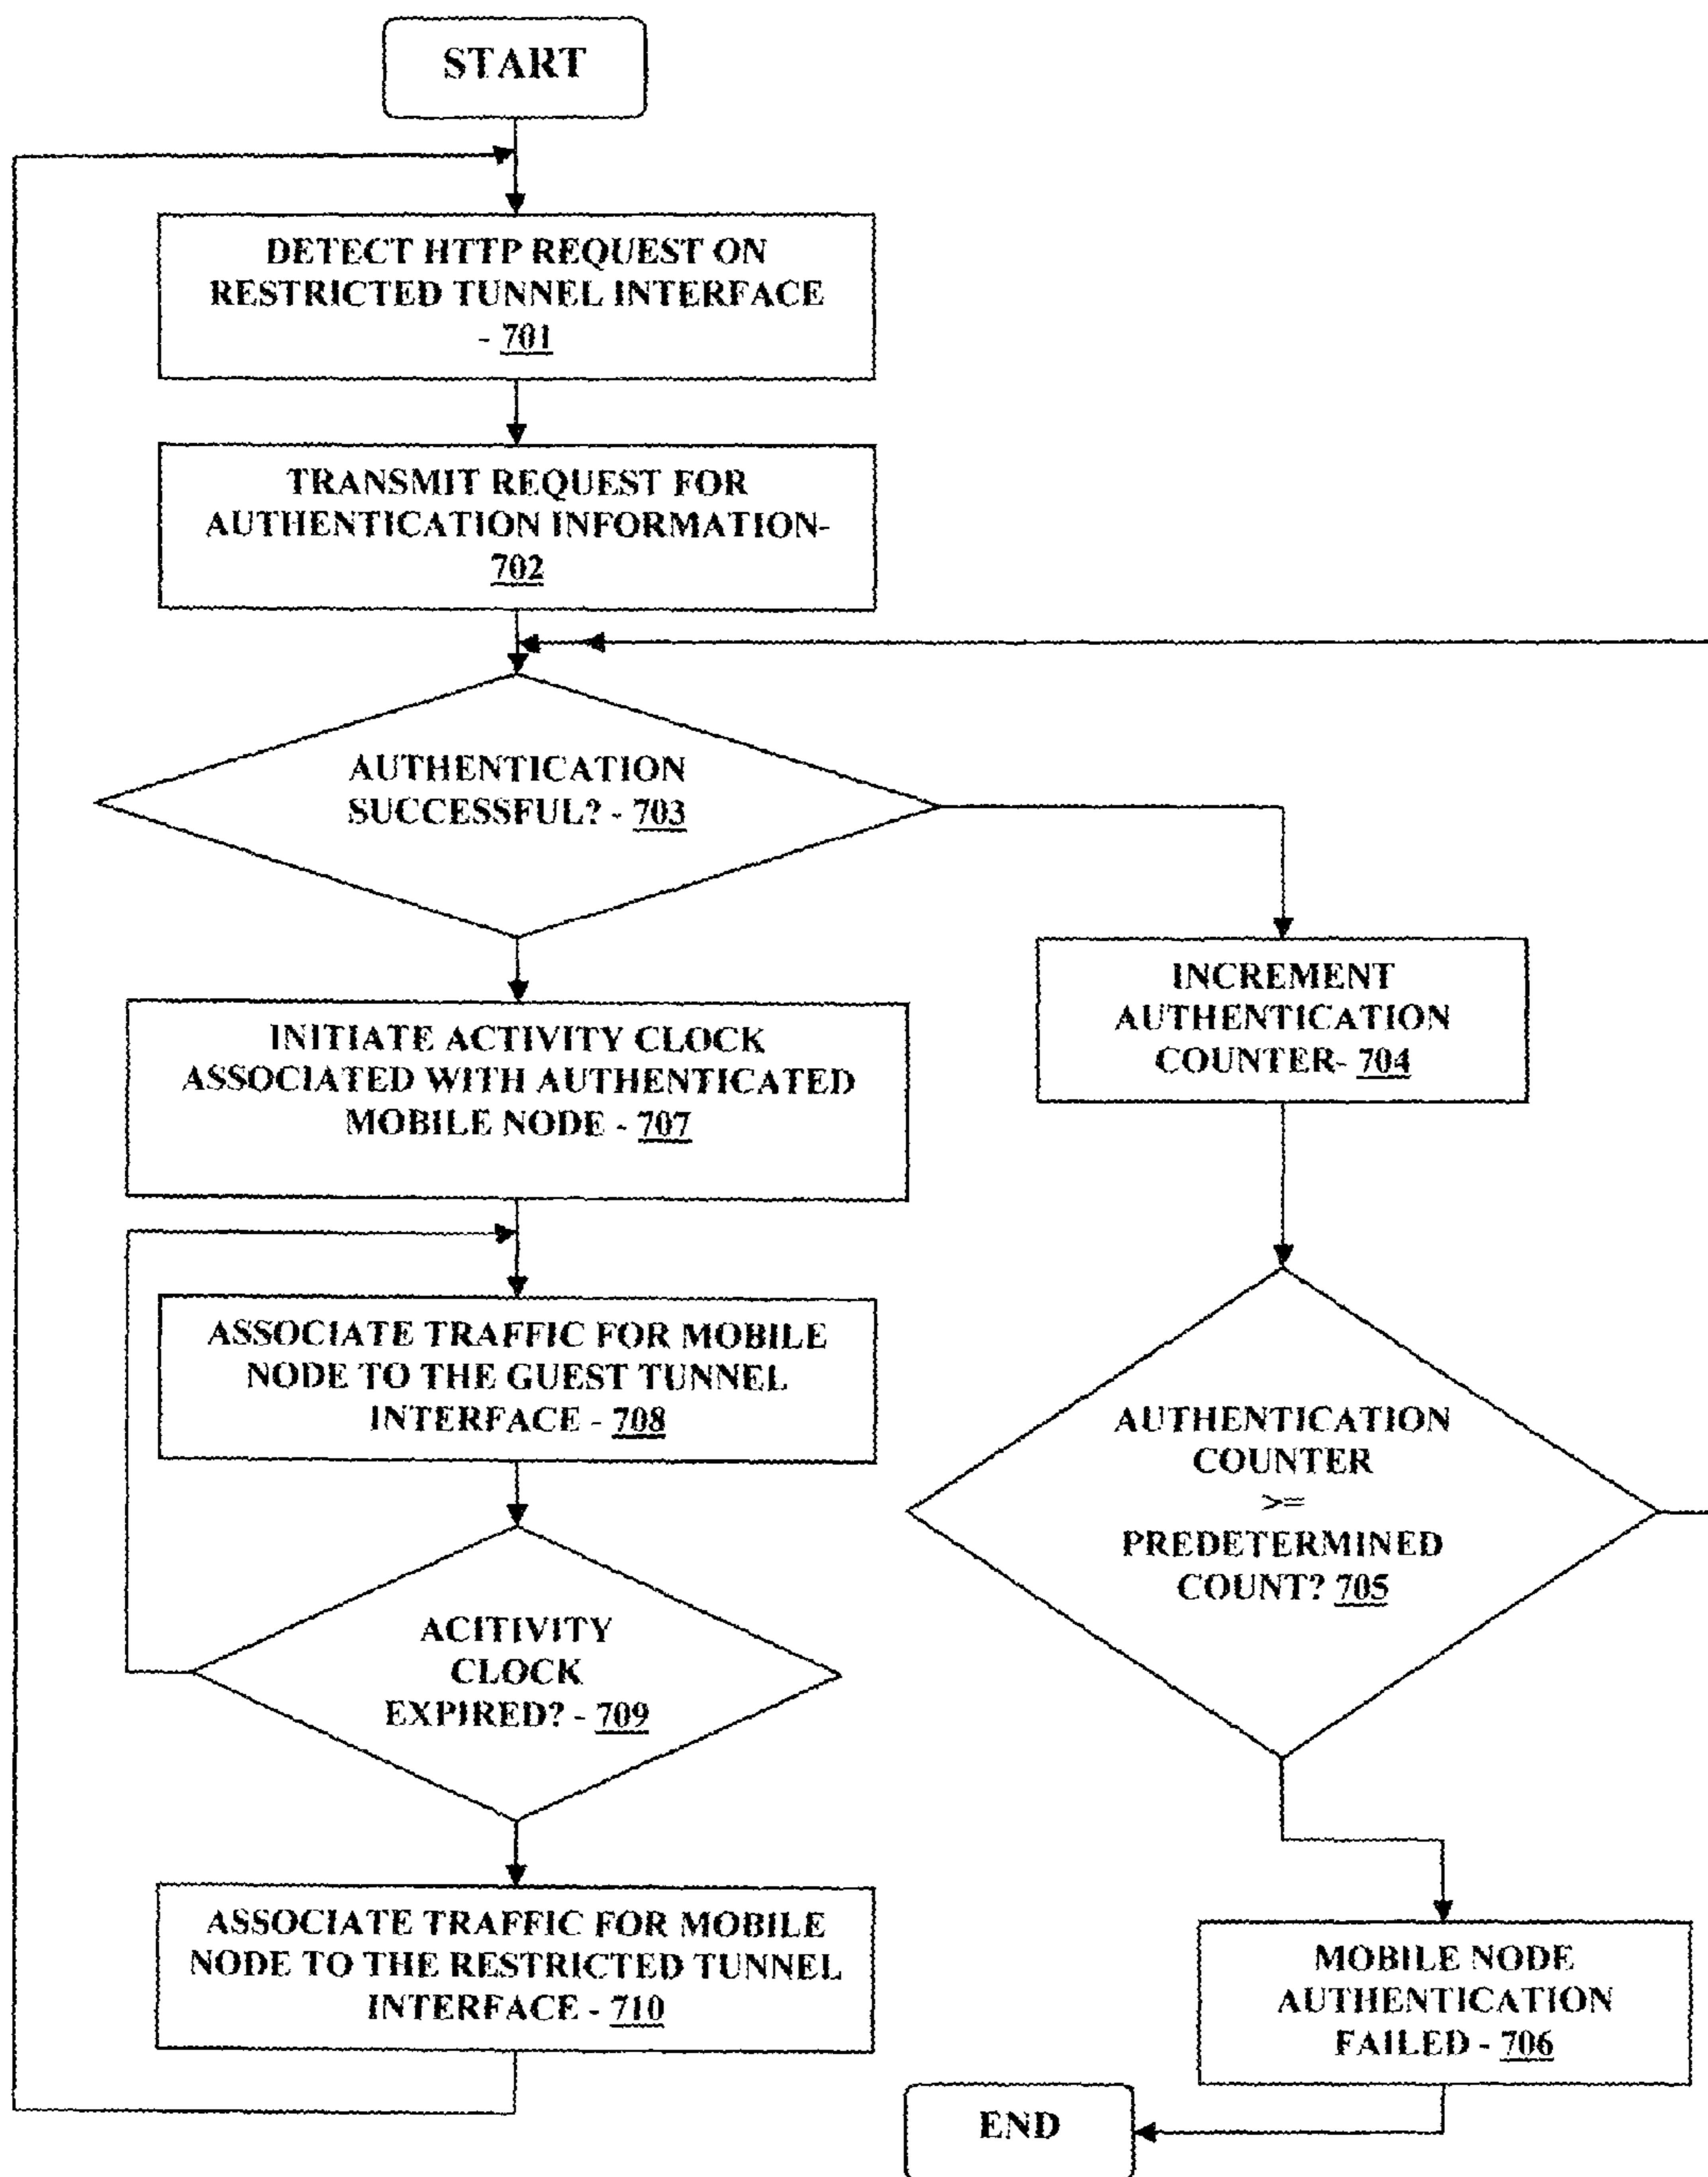 START
DETECT HTTP REQUEST ON
RESTRICTED TUNNEL INTERFACE
- 701
TRANSMIT REQUEST FOR
AUTHENTICATION INFORMATION-
702
AUTHENTICATION
SUCCESSFUL? - 703
INITIATE ACTIVITY CLOCK
ASSOCIATED WITH AUTHENTICATED
MOBILE NODE - 707
INCREMENT
AUTHENTICATION
COUNTER- 704
ASSOCIATE TRAFFIC FOR MOBILE
NODE TO THE GUEST TUNNEL
INTERFACE - 708
AUTHENTICATION
COUNTER
>=
PREDETERMINED
COUNT? 705
ACITIVITY
CLOCK
EXPIRED? - 709
ASSOCIATE TRAFFIC FOR MOBILE
NODE TO THE RESTRICTED TUNNEL
INTERFACE - 710
MOBILE NODE
AUTHENTICATION
FAILED - 706
END